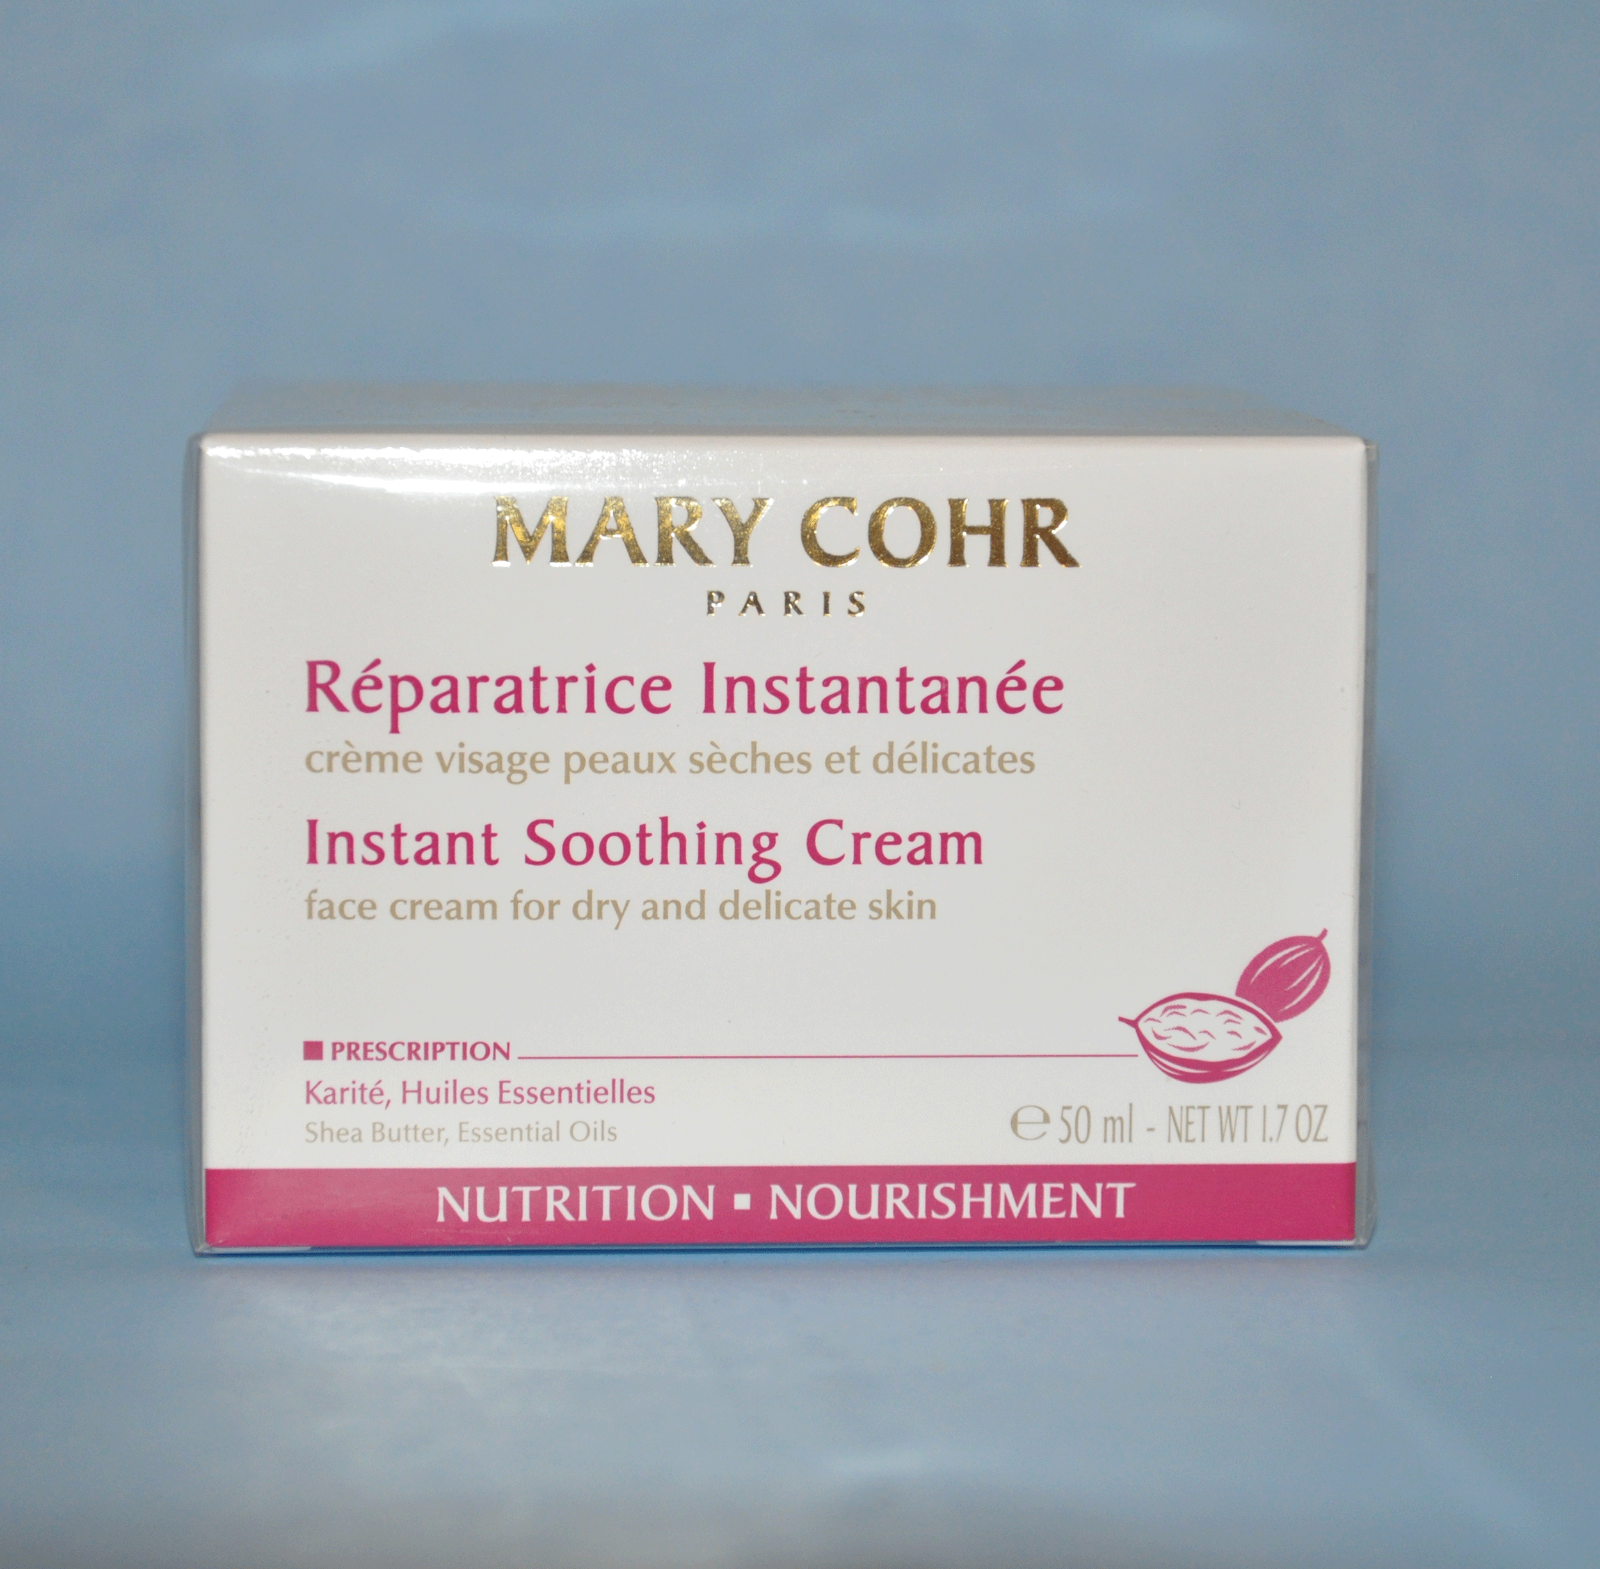 MARY COHR
PARIS
Réparatrice Instantanée
crème visage peaux sèches et délicates
Instant Soothing Cream
face cream for dry and delicate skin
PRESCRIPTION
Karité, Huiles Essentielles
Shea Butter, Essential Oils
℮ 50 ml - NET WT 1.7 OZ
NUTRITION ▪ NOURISHMENT